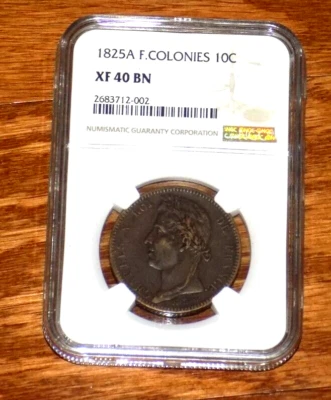 1825A F.COLONIES 10C
XF 40 BN
2683712-002
NUMISMATIC GUARANTY CORPORATION